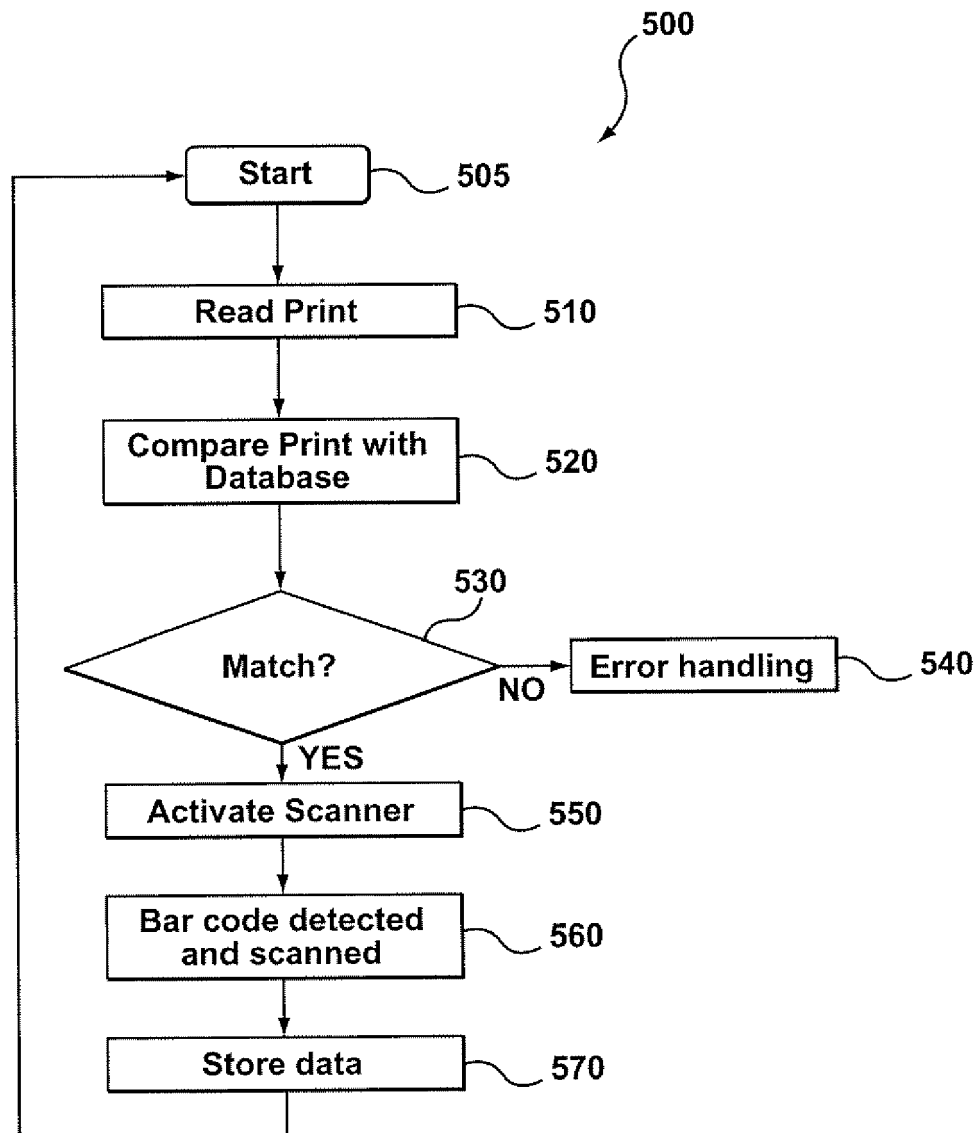 500
Start
505
Read Print
510
Compare Print with
Database
520
530
Match?
NO
Error handling
540
YES
Activate Scanner
550
Bar code detected
and scanned
560
Store data
570